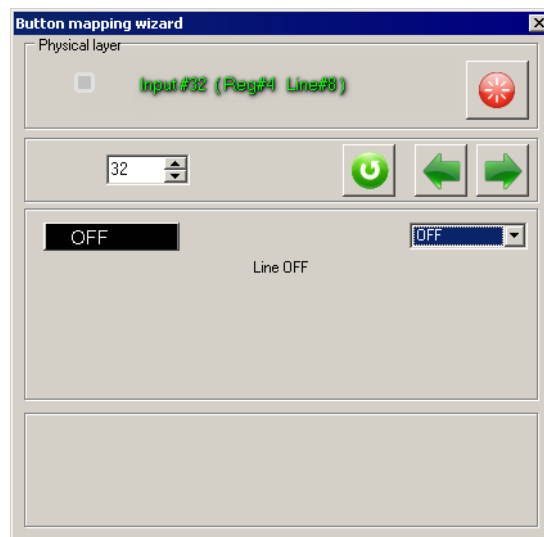 Button mapping wizard
Physical layer
Input#32 (Reg#4 Line#8)
32
OFF
OFF
Line OFF